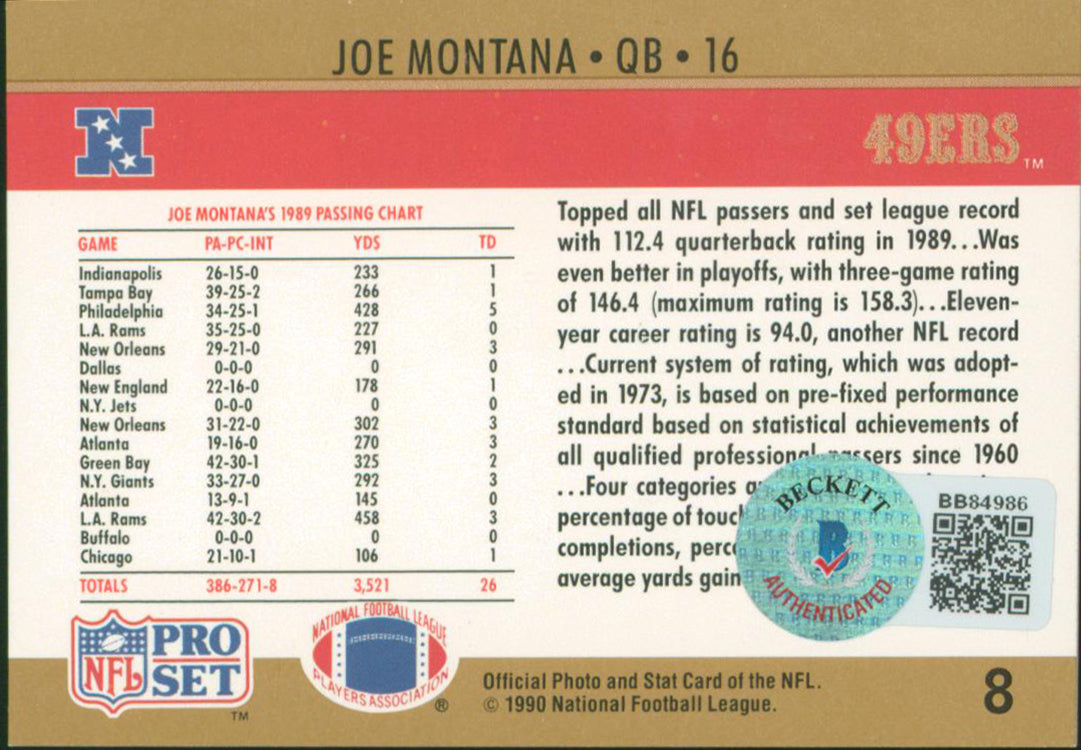 JOE MONTANA • QB • 16
N
49ERS TM
JOE MONTANA'S 1989 PASSING CHART
GAME PA-PC-INT YDS TD
Indianapolis 26-15-0 233 1
Tampa Bay 39-25-2 266 1
Philadelphia 34-25-1 428 5
L.A. Rams 35-25-0 227 0
New Orleans 29-21-0 291 3
Dallas 0-0-0 0 0
New England 22-16-0 178 1
N.Y. Jets 0-0-0 0 0
New Orleans 31-22-0 302 3
Atlanta 19-16-0 270 3
Green Bay 42-30-1 325 2
N.Y. Giants 33-27-0 292 3
Atlanta 13-9-1 145 0
L.A. Rams 42-30-2 458 3
Buffalo 0-0-0 0 0
Chicago 21-10-1 106 1
TOTALS 386-271-8 3,521 26
Topped all NFL passers and set league record
with 112.4 quarterback rating in 1989...Was
even better in playoffs, with three-game rating
of 146.4 (maximum rating is 158.3)...Eleven-
year career rating is 94.0, another NFL record
...Current system of rating, which was adopt-
ed in 1973, is based on pre-fixed performance
standard based on statistical achievements of
all qualified professional passers since 1960
...Four categories
percentage of
completions,
average yards
BECKETT
B
AUTHENTICATED
BB84986
NFL
PRO
SET
TM
NATIONAL FOOTBALL LEAGUE
PLAYERS ASSOCIATION
®
Official Photo and Stat Card of the NFL.
© 1990 National Football League.
8